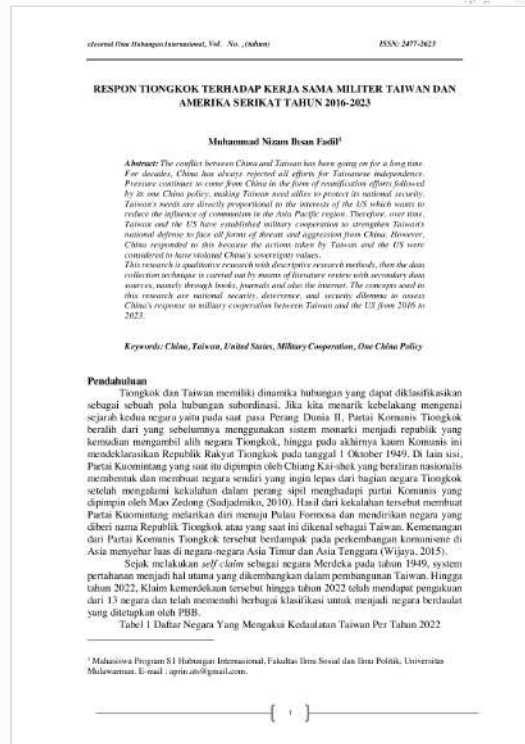 eJournal Ilmu Hubungan Internasional, Vol. No. , (tahun) ISSN: 2477-2623
RESPON TIONGKOK TERHADAP KERJA SAMA MILITER TAIWAN DAN
AMERIKA SERIKAT TAHUN 2016-2023
Muhammad Nizam Ihsan Fadil¹
Abstract: The conflict between China and Taiwan has been going on for a long time.
For decades, China has always rejected all efforts for Taiwanese independence.
Pressure continues to come from China in the form of reunification efforts followed
by its one China policy, making Taiwan need allies to protect its national security.
Taiwan's needs are directly proportional to the interests of the US which wants to
reduce the influence of communism in the Asia Pacific region. Therefore, over time,
Taiwan and the US have established military cooperation to strengthen Taiwan's
national defense to face all forms of threat and aggression from China. However,
China responded to this because the actions taken by Taiwan and the US were
considered to have violated China's sovereignty values.
This research is qualitative research with descriptive research methods, then the data
collection technique is carried out by means of literature review with secondary data
sources, namely through books, journals and also the internet. The concepts used in
this research are national security, deterrence, and security dilemma to assess
China's response to military cooperation between Taiwan and the US from 2016 to
2023.
Keywords: China, Taiwan, United States, Military Cooperation, One China Policy
Pendahuluan
Tiongkok dan Taiwan memiliki dinamika hubungan yang dapat diklasifikasikan
sebagai sebuah pola hubungan subordinasi. Jika kita menarik kebelakang mengenai
sejarah kedua negara yaitu pada saat pasa Perang Dunia II, Partai Komunis Tiongkok
beralih dari yang sebelumnya menggunakan sistem monarki menjadi republik yang
kemudian mengambil alih negara Tiongkok, hingga pada akhirnya kaum Komunis ini
mendeklarasikan Republik Rakyat Tiongkok pada tanggal 1 Oktober 1949. Di lain sisi,
Partai Kuomintang yang saat itu dipimpin oleh Chiang Kai-shek yang beraliran nasionalis
membentuk dan membuat negara sendiri yang ingin lepas dari bagian negara Tiongkok
setelah mengalami kekalahan dalam perang sipil menghadapi partai Komunis yang
dipimpin oleh Mao Zedong (Sudjadmiko, 2010). Hasil dari kekalahan tersebut membuat
Partai Kuomintang melarikan diri menuju Pulau Formosa dan mendirikan negara yang
diberi nama Republik Tiongkok atau yang saat ini dikenal sebagai Taiwan. Kemenangan
dari Partai Komunis Tiongkok tersebut berdampak pada perkembangan komunisme di
Asia menyebar luas di negara-negara Asia Timur dan Asia Tenggara (Wijaya, 2015).
Sejak melakukan self claim sebagai negara Merdeka pada tahun 1949, system
pertahanan menjadi hal utama yang dikembangkan dalam pembangunan Taiwan. Hingga
tahun 2022, Klaim kemerdekaan tersebut hingga tahun 2022 telah mendapat pengakuan
dari 13 negara dan telah memenuhi berbagai klasifikasi untuk menjadi negara berdaulat
yang ditetapkan oleh PBB.
Tabel 1 Daftar Negara Yang Mengakui Kedaulatan Taiwan Per Tahun 2022
¹ Mahasiswa Program S1 Hubungan Internasional, Fakultas Ilmu Sosial dan Ilmu Politik, Universitas
Mulawarman. E-mail : aprin.ats@gmail.com.
1